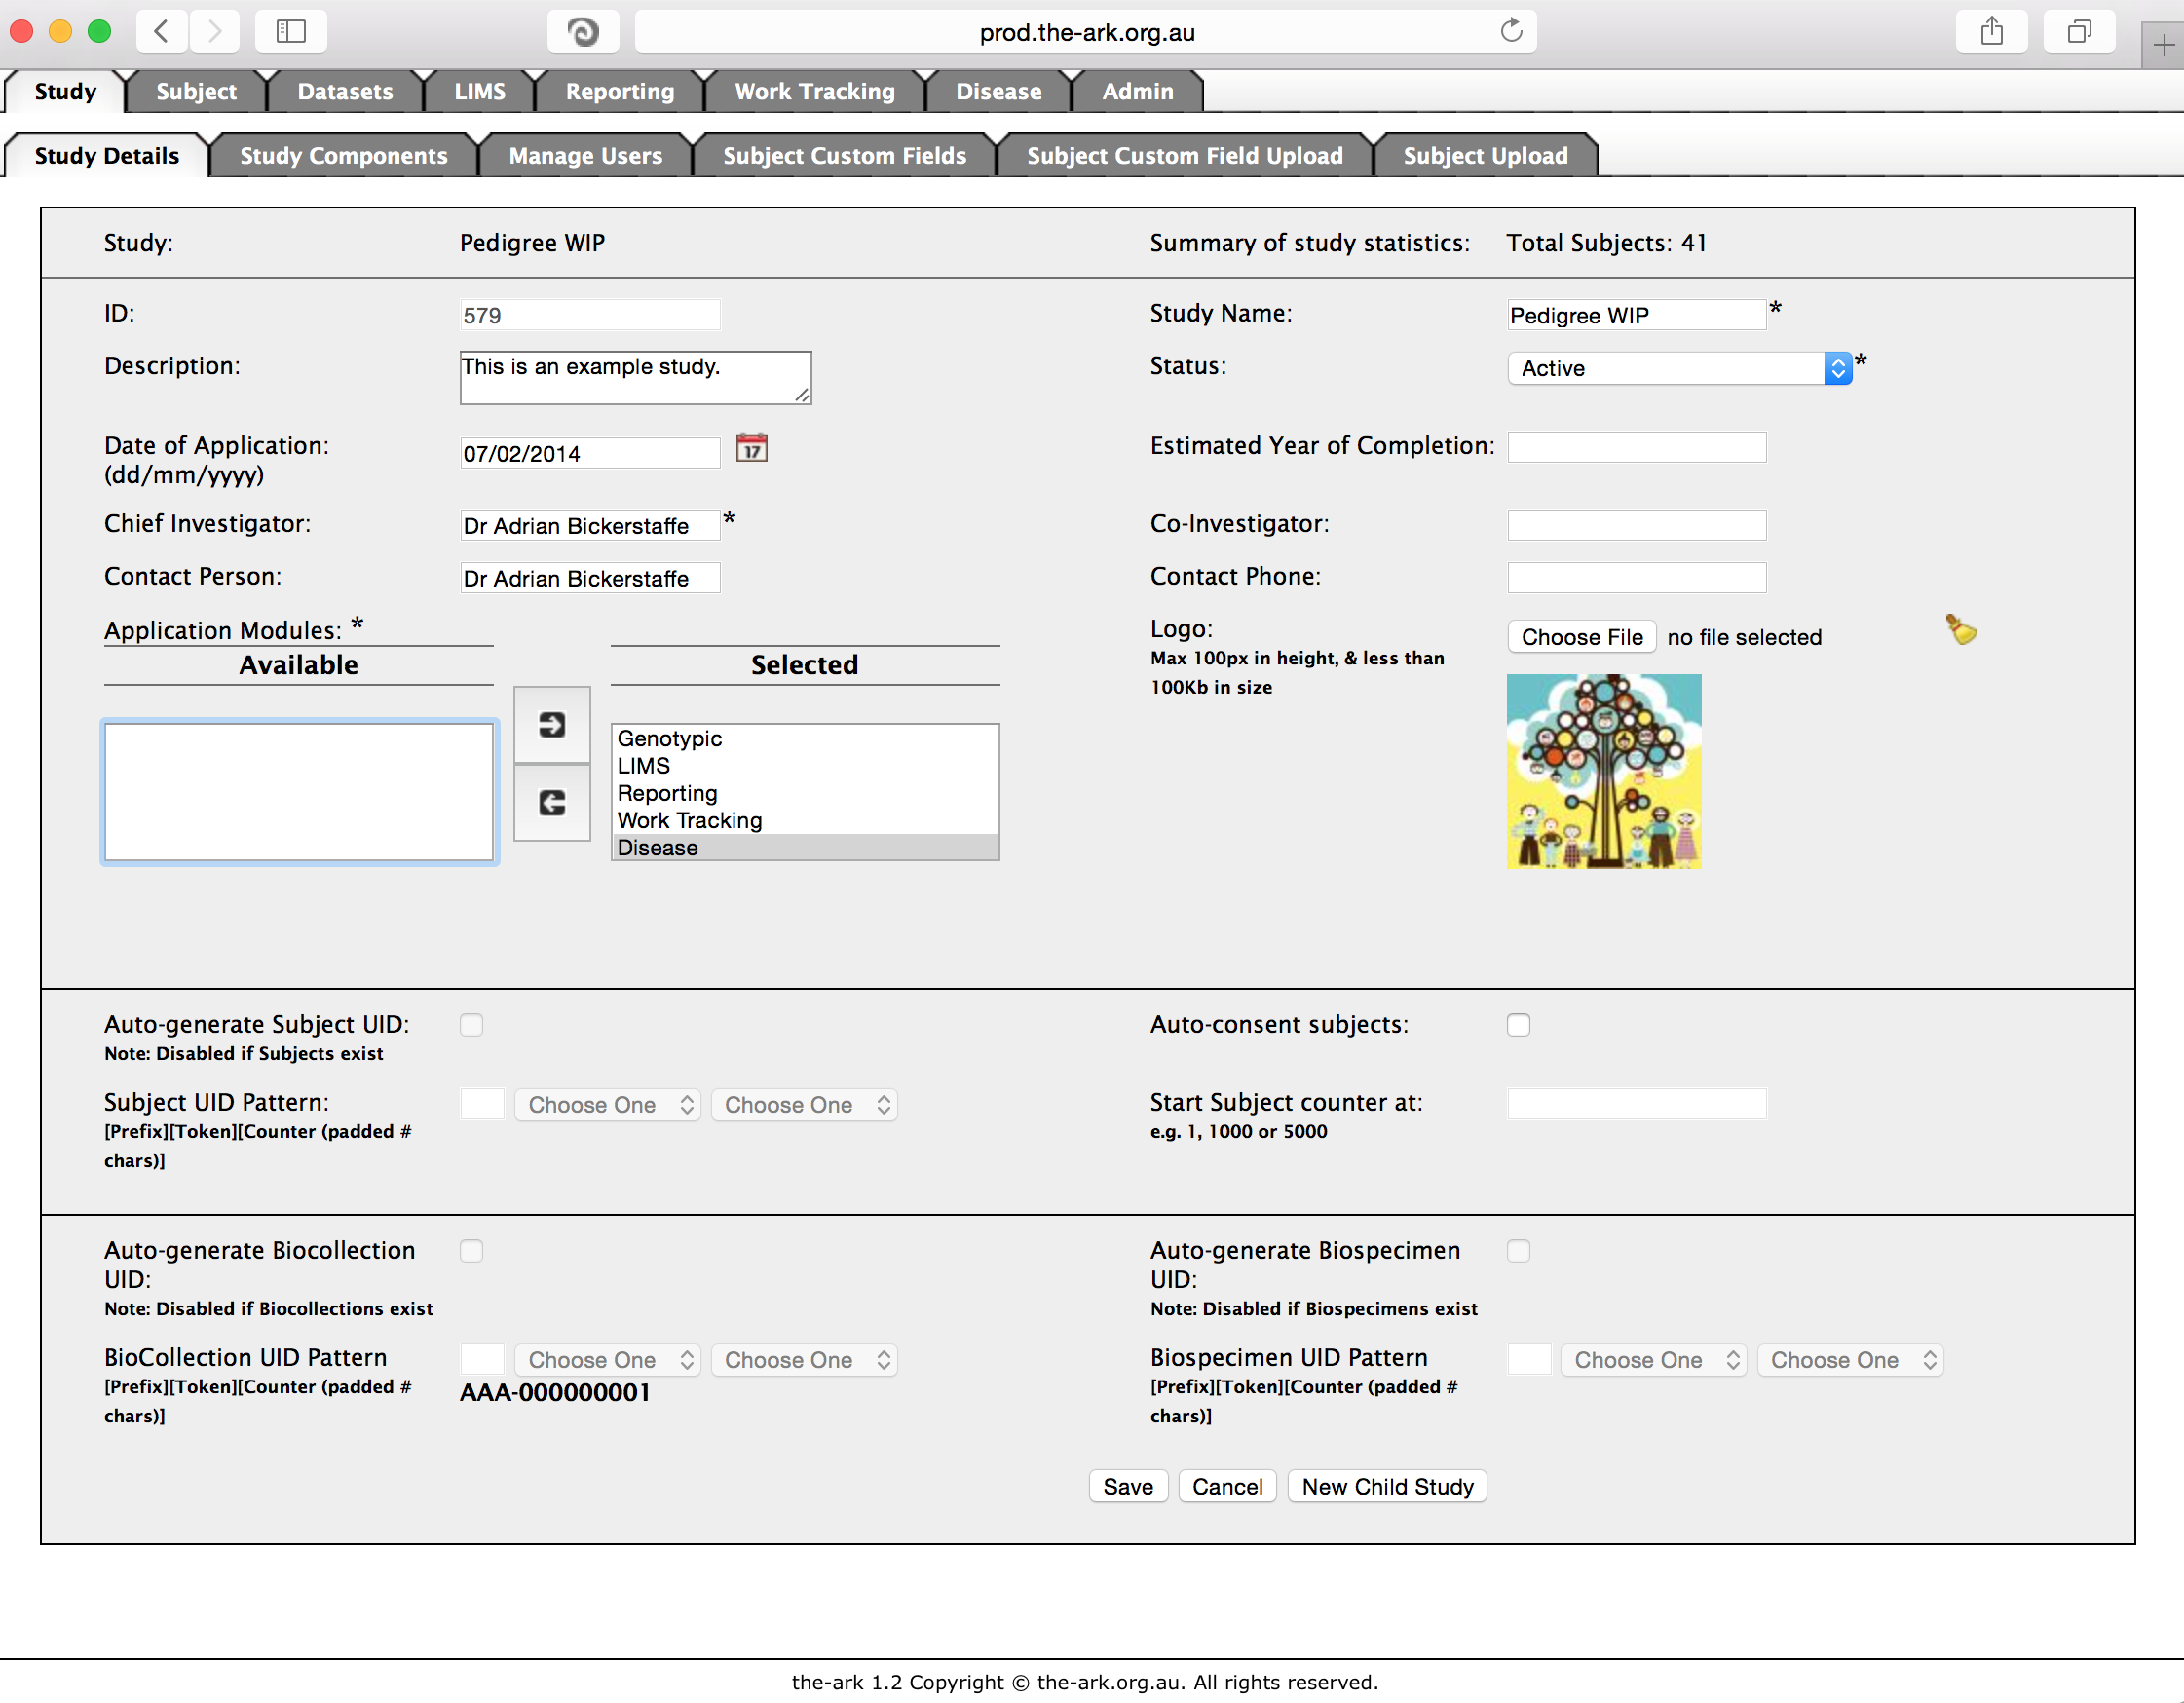 prod.the-ark.org.au
Study Subject Datasets LIMS Reporting Work Tracking Disease Admin
Study Details Study Components Manage Users Subject Custom Fields Subject Custom Field Upload Subject Upload
Study: Pedigree WIP Summary of study statistics: Total Subjects: 41
ID: 579 Study Name: Pedigree WIP *
Description: This is an example study. Status: Active *
Date of Application: 07/02/2014 17 Estimated Year of Completion:
(dd/mm/yyyy)
Chief Investigator: Dr Adrian Bickerstaffe * Co-Investigator:
Contact Person: Dr Adrian Bickerstaffe Contact Phone:
Application Modules: * Logo: Choose File no file selected
Available Selected Max 100px in height, & less than
100Kb in size
Genotypic
LIMS
Reporting
Work Tracking
Disease
Auto-generate Subject UID: Auto-consent subjects:
Note: Disabled if Subjects exist
Subject UID Pattern: Choose One Choose One Start Subject counter at:
[Prefix][Token][Counter (padded # e.g. 1, 1000 or 5000
chars)]
Auto-generate Biocollection Auto-generate Biospecimen
UID: UID:
Note: Disabled if Biocollections exist Note: Disabled if Biospecimens exist
BioCollection UID Pattern Choose One Choose One Biospecimen UID Pattern Choose One Choose One
[Prefix][Token][Counter (padded # AAA-000000001 [Prefix][Token][Counter (padded #
chars)] chars)]
Save Cancel New Child Study
the-ark 1.2 Copyright © the-ark.org.au. All rights reserved.